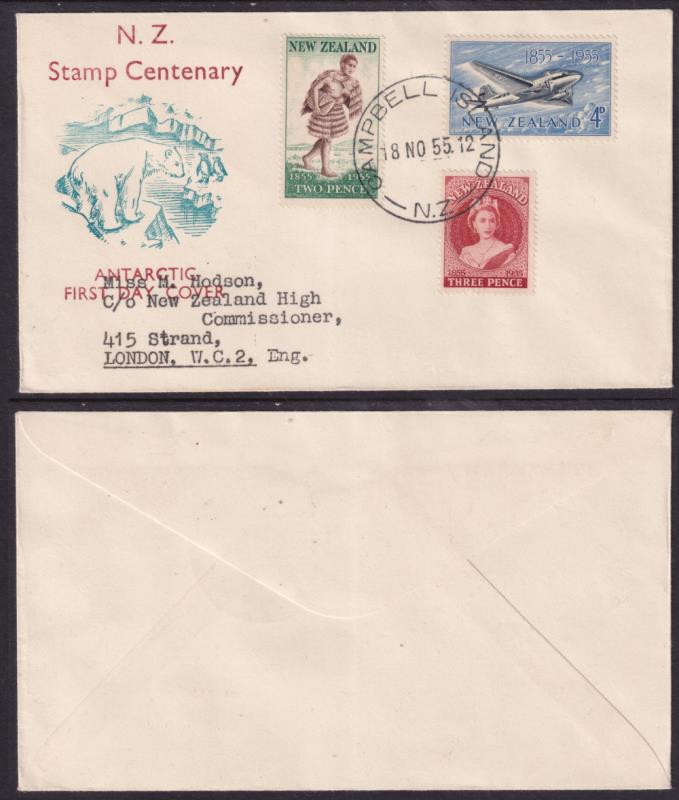 N. Z.
Stamp Centenary
ANTARCTIC
FIRST DAY COVER
NEW ZEALAND
1855 1955
TWO PENCE
1855-1955
NEW ZEALAND 4D
CAMPBELL ISLAND
18 NO 55.12
N.Z.
NEW ZEALAND
1855 1955
THREE PENCE
Miss M. Hodson,
C/o New Zealand High
Commissioner,
415 Strand,
LONDON, W.C.2, Eng.